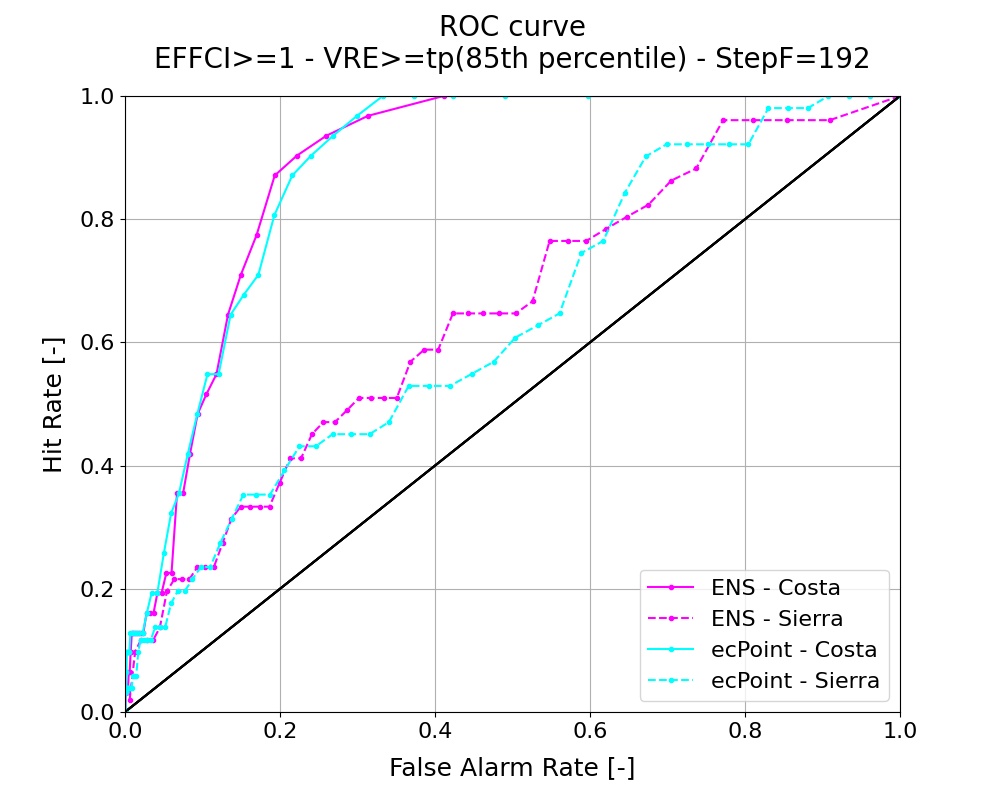 ROC curve
EFFCI>=1 - VRE>=tp(85th percentile) - StepF=192
1.0
0.8
0.6
0.4
0.2
0.0
Hit Rate [-]
0.0 0.2 0.4 0.6 0.8 1.0
False Alarm Rate [-]
ENS - Costa
ENS - Sierra
ecPoint - Costa
ecPoint - Sierra